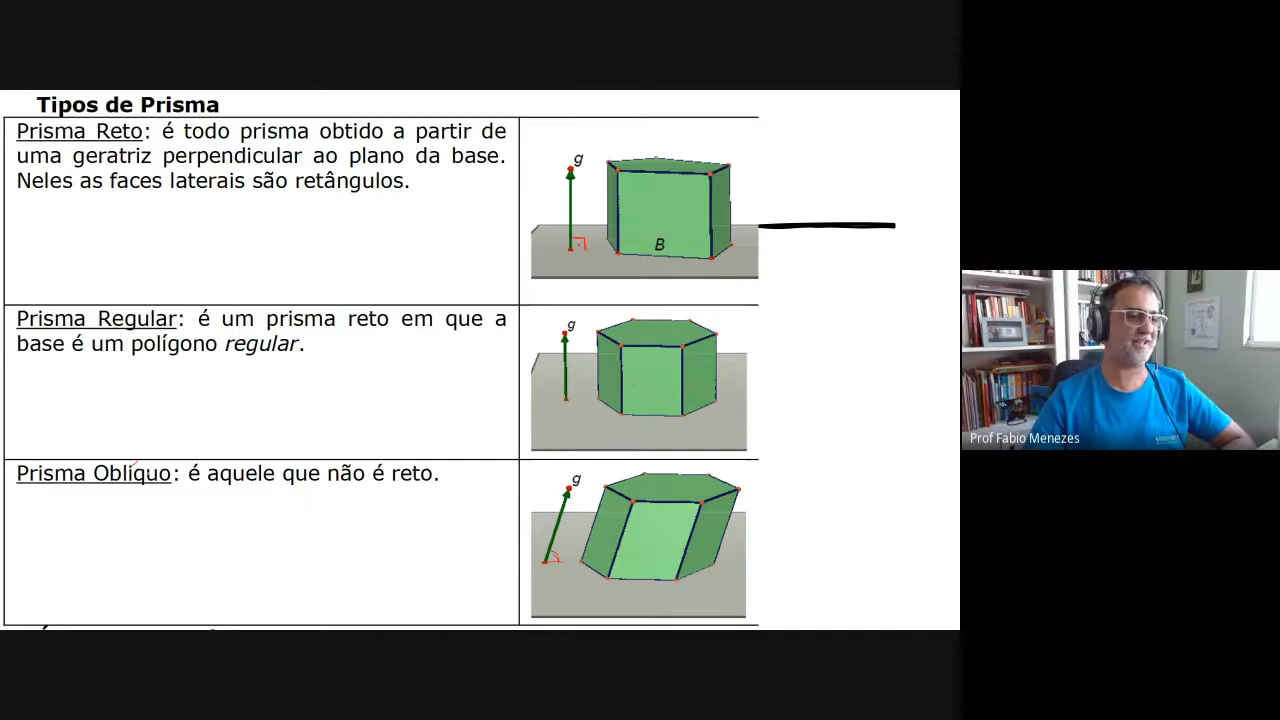 Tipos de Prisma
Prisma Reto: é todo prisma obtido a partir de
uma geratriz perpendicular ao plano da base.
Neles as faces laterais são retângulos.
g
B
Prisma Regular: é um prisma reto em que a
base é um polígono regular.
g
Prisma Oblíquo: é aquele que não é reto.
g
Prof Fabio Menezes